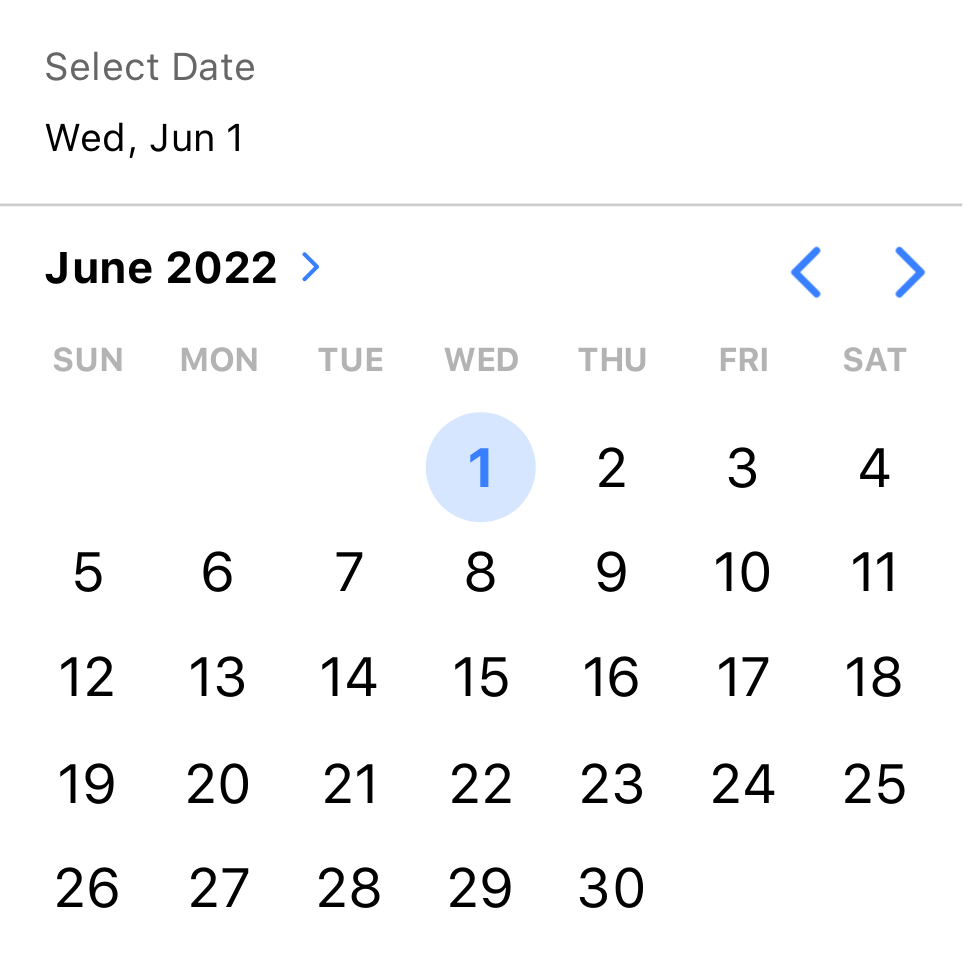 Select Date
Wed, Jun 1
June 2022
SUN MON TUE WED THU FRI SAT
1 2 3 4
5 6 7 8 9 10 11
12 13 14 15 16 17 18
19 20 21 22 23 24 25
26 27 28 29 30